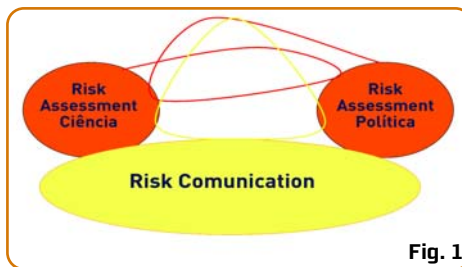 Risk
Assessment
Ciência
Risk
Assessment
Política
Risk Comunication
Fig. 1